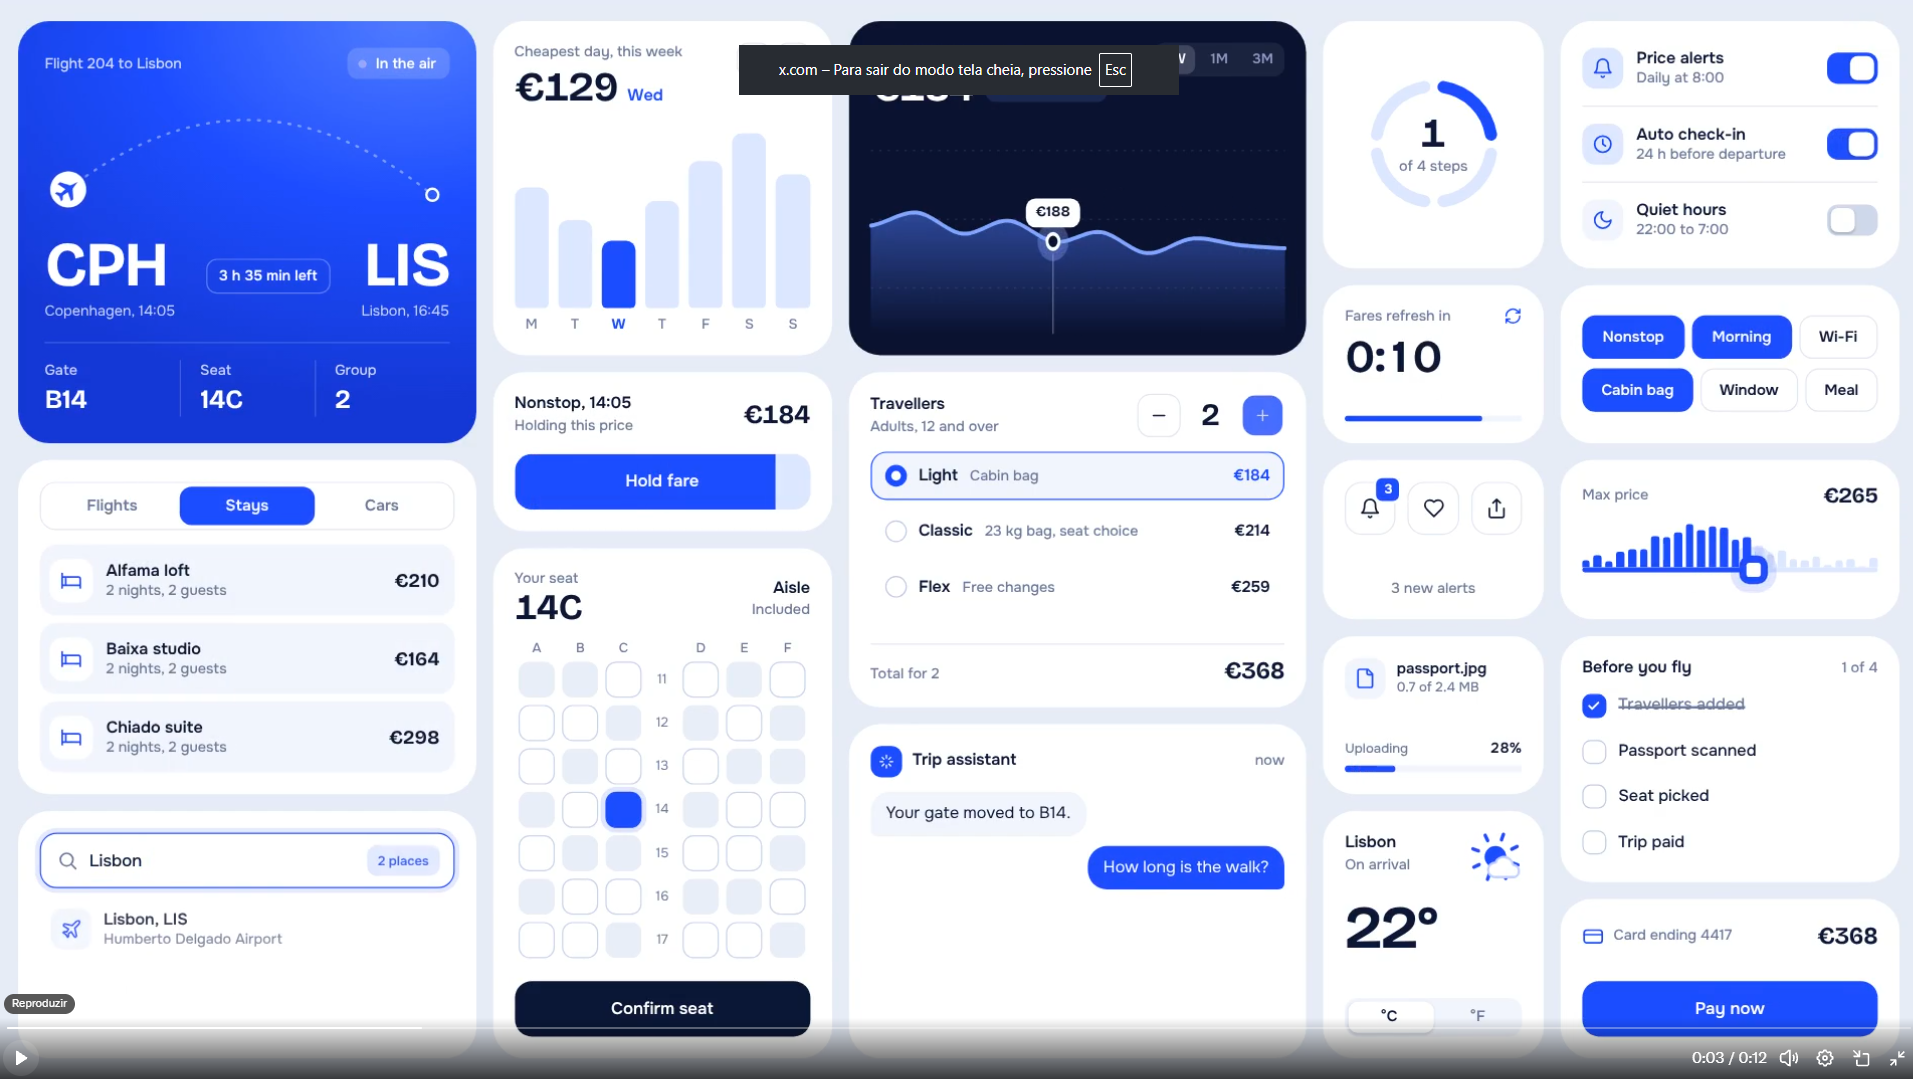 Flight 204 to Lisbon
In the air
CPH
3 h 35 min left
LIS
Copenhagen, 14:05
Lisbon, 16:45
Gate
B14
Seat
14C
Group
2
Flights
Stays
Cars
Alfama loft
2 nights, 2 guests
€210
Baixa studio
2 nights, 2 guests
€164
Chiado suite
2 nights, 2 guests
€298
Lisbon
2 places
Lisbon, LIS
Humberto Delgado Airport
Reproduzir
Cheapest day, this week
€129 Wed
M T W T F S S
Nonstop, 14:05
Holding this price
€184
Hold fare
Your seat
14C
Aisle
Included
A B C D E F
11
12
13
14
15
16
17
Confirm seat
x.com – Para sair do modo tela cheia, pressione Esc
1M
3M
€188
Travellers
Adults, 12 and over
− 2 +
Light Cabin bag €184
Classic 23 kg bag, seat choice €214
Flex Free changes €259
Total for 2 €368
Trip assistant
now
Your gate moved to B14.
How long is the walk?
1
of 4 steps
Fares refresh in
0:10
3
3 new alerts
passport.jpg
0.7 of 2.4 MB
Uploading 28%
Lisbon
On arrival
22°
°C °F
Price alerts
Daily at 8:00
Auto check-in
24 h before departure
Quiet hours
22:00 to 7:00
Nonstop Morning Wi-Fi
Cabin bag Window Meal
Max price €265
Before you fly 1 of 4
Travellers added
Passport scanned
Seat picked
Trip paid
Card ending 4417 €368
Pay now
0:03 / 0:12